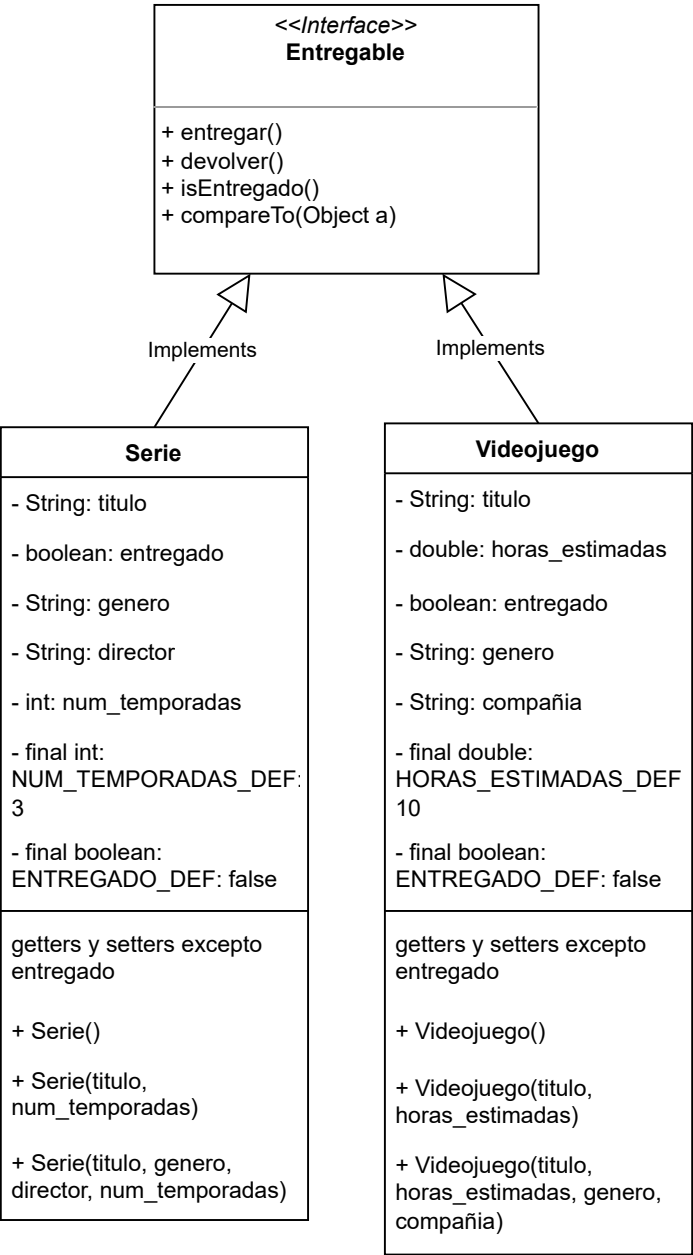 <<Interface>>
Entregable
+ entregar()
+ devolver()
+ isEntregado()
+ compareTo(Object a)
Implements
Implements
Serie
- String: titulo
- boolean: entregado
- String: genero
- String: director
- int: num_temporadas
- final int:
NUM_TEMPORADAS_DEF:
3
- final boolean:
ENTREGADO_DEF: false
getters y setters excepto
entregado
+ Serie()
+ Serie(titulo,
num_temporadas)
+ Serie(titulo, genero,
director, num_temporadas)
Videojuego
- String: titulo
- double: horas_estimadas
- boolean: entregado
- String: genero
- String: compañia
- final double:
HORAS_ESTIMADAS_DEF
10
- final boolean:
ENTREGADO_DEF: false
getters y setters excepto
entregado
+ Videojuego()
+ Videojuego(titulo,
horas_estimadas)
+ Videojuego(titulo,
horas_estimadas, genero,
compañia)